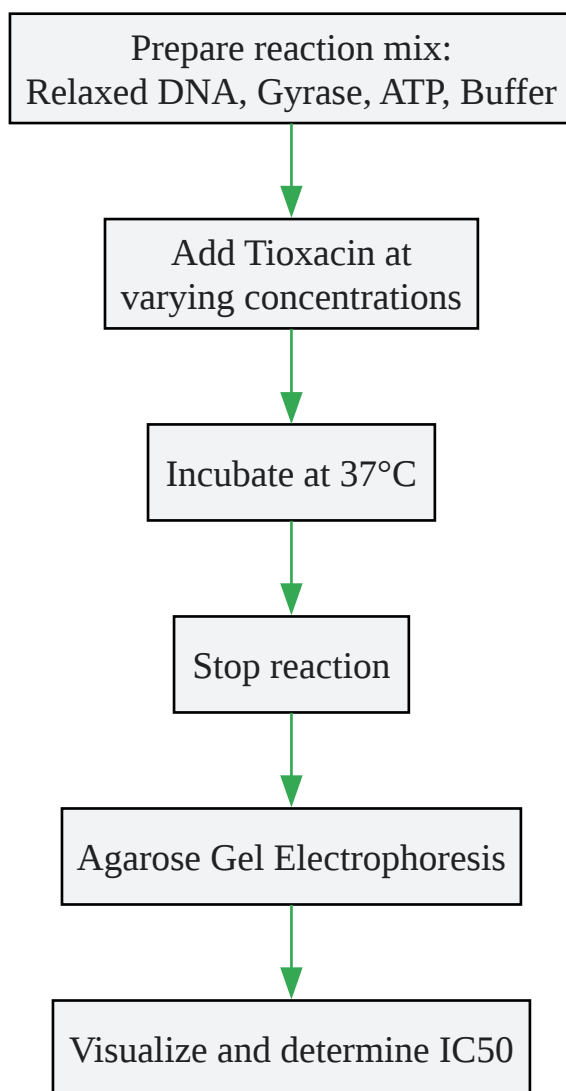 Prepare reaction mix:
Relaxed DNA, Gyrase, ATP, Buffer
Add Tioxacin at
varying concentrations
Incubate at 37°C
Stop reaction
Agarose Gel Electrophoresis
Visualize and determine IC50